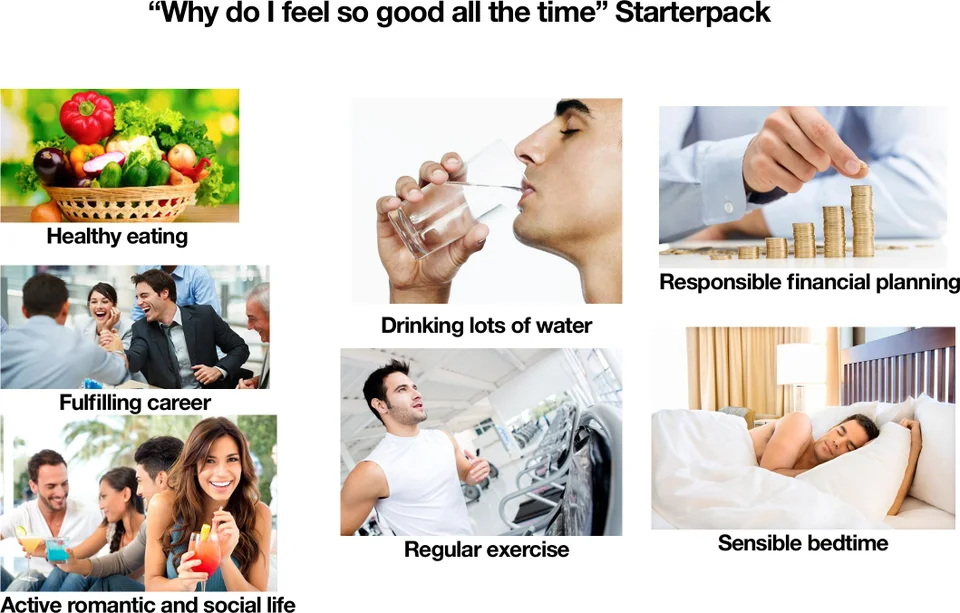 “Why do I feel so good all the time” Starterpack
Healthy eating
Drinking lots of water
Responsible financial planning
Fulfilling career
Regular exercise
Sensible bedtime
Active romantic and social life